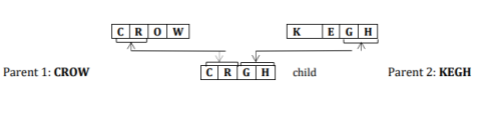 C R O W K E G H
Parent 1: CROW C R G H child Parent 2: KEGH